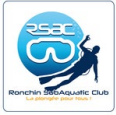 RSAC
Ronchin SubAquatic Club
La plongée pour tous !